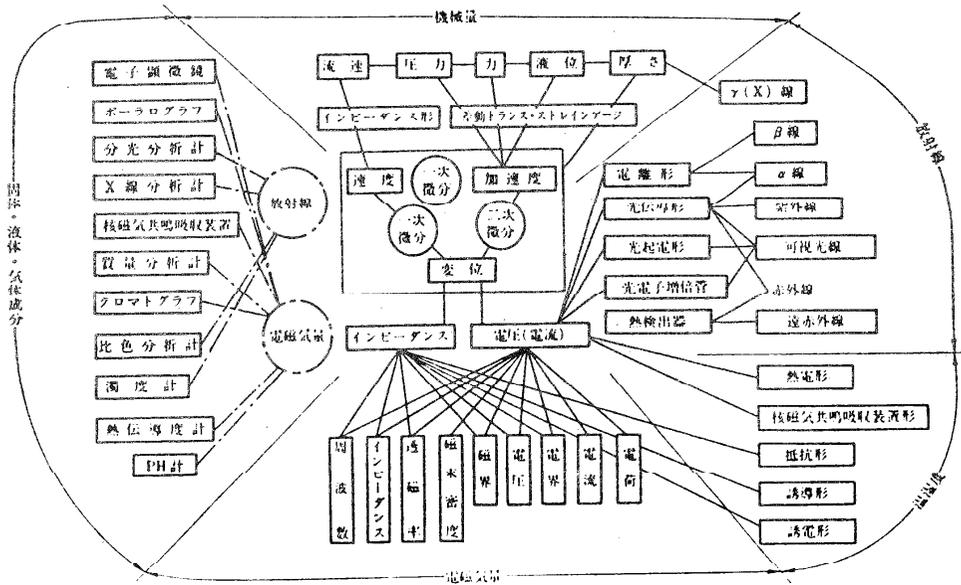 機械量
流速
圧力
力
液位
厚さ
γ(X)線
インピーダンス形
差動トランス・ストレインゲージ
電子顕微鏡
ポーラログラフ
分光分析計
X線分析計
核磁気共鳴吸収装置
質量分析計
クロマトグラフ
比色分析計
濁度計
熱伝導度計
PH計
固体・液体・気体成分
放射線
電磁気量
速度
一次微分
加速度
一次微分
二次微分
変位
インピーダンス
電圧(電流)
電離形
光伝導形
光起電形
光電子増倍管
熱検出器
β線
α線
紫外線
可視光線
赤外線
遠赤外線
放射線
熱電形
核磁気共鳴吸収装置形
抵抗形
誘導形
誘電形
温湿度
周波数
インピーダンス
透磁率
磁束密度
磁界
電圧
電界
電流
電荷
電磁気量